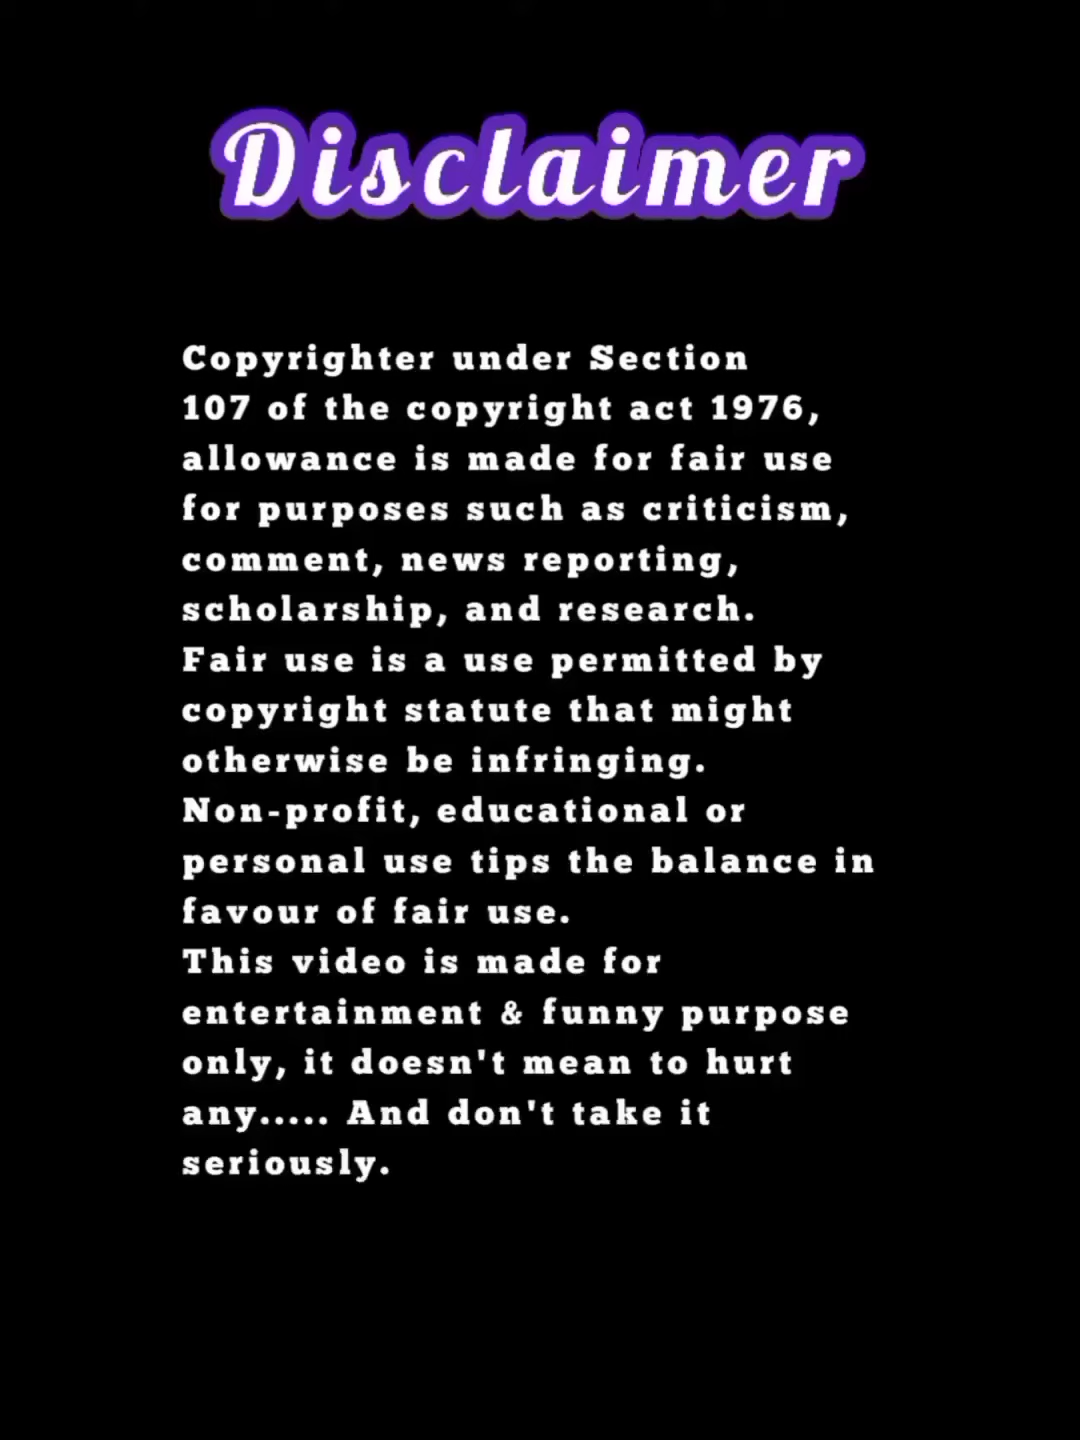 Disclaimer
Copyrighter under Section
107 of the copyright act 1976,
allowance is made for fair use
for purposes such as criticism,
comment, news reporting,
scholarship, and research.
Fair use is a use permitted by
copyright statute that might
otherwise be infringing.
Non-profit, educational or
personal use tips the balance in
favour of fair use.
This video is made for
entertainment & funny purpose
only, it doesn't mean to hurt
any..... And don't take it
seriously.